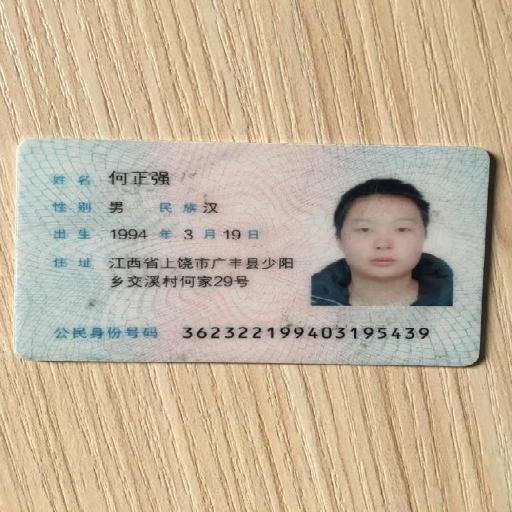 姓名 何正强
性别 男 民族 汉
出生 1994 年 3 月 19 日
住址 江西省上饶市广丰县少阳
乡交溪村何家29号
公民身份号码 362322199403195439